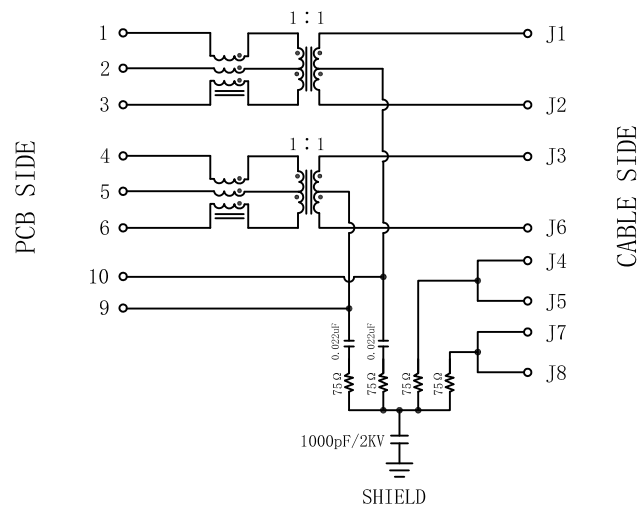 1 : 1
1
J1
2
3
J2
1 : 1
4
J3
5
6
J6
PCB SIDE
CABLE SIDE
J4
10
J5
9
J7
0.022uF
0.022uF
J8
75Ω
75Ω
75Ω
75Ω
1000pF/2KV
SHIELD